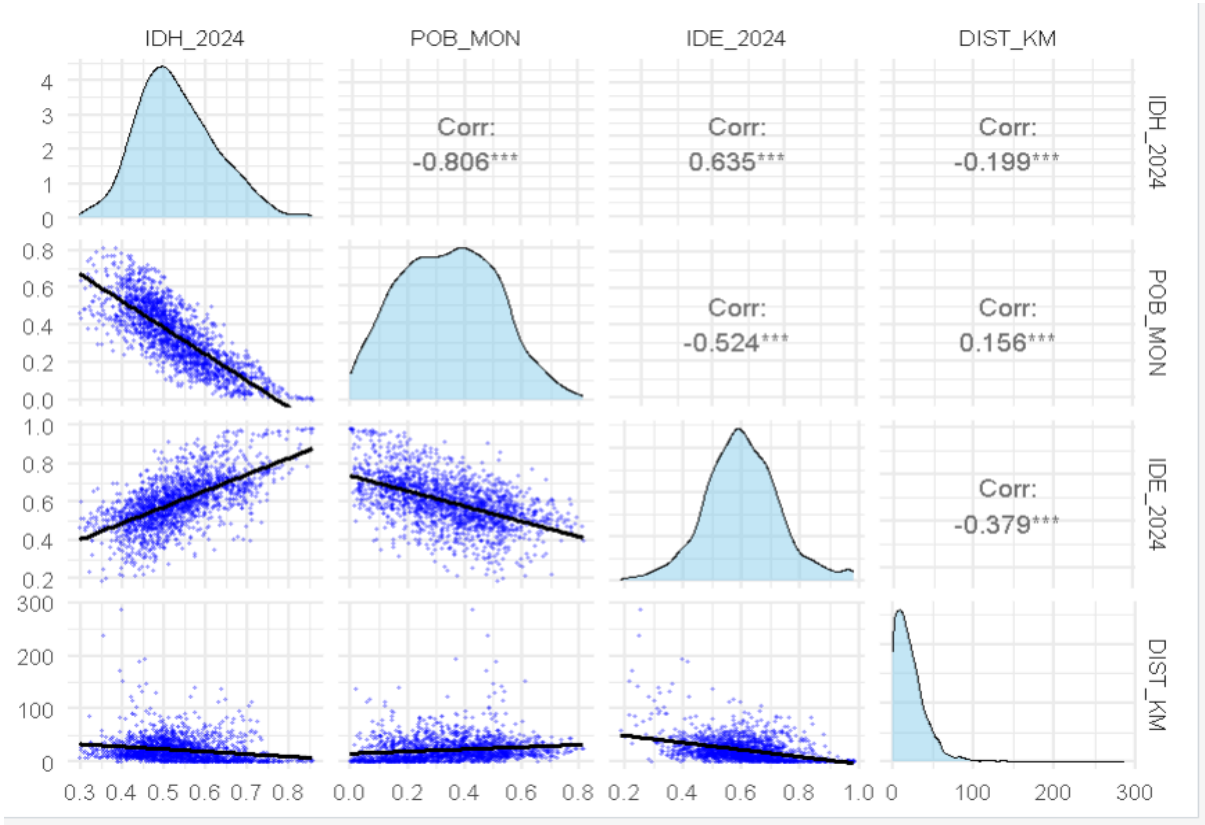 IDH_2024 POB_MON IDE_2024 DIST_KM
4
3
2
1
0
Corr:
-0.806***
Corr:
0.635***
Corr:
-0.199***
IDH_2024
0.8
0.6
0.4
0.2
0.0
Corr:
-0.524***
Corr:
0.156***
POB_MON
1.0
0.8
0.6
0.4
0.2
Corr:
-0.379***
IDE_2024
300
200
100
0
DIST_KM
0.3 0.4 0.5 0.6 0.7 0.8 0.0 0.2 0.4 0.6 0.8 0.2 0.4 0.6 0.8 1.0 0 100 200 300